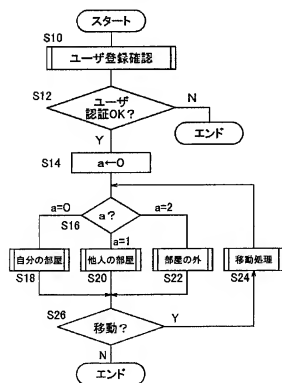 スタート
S10
ユーザ登録確認
S12
ユーザ
認証OK?
N
エンド
Y
S14
a←0
a=0
a?
a=2
S16
a=1
自分の部屋
他人の部屋
部屋の外
移動処理
S18
S20
S22
S24
S26
移動?
Y
N
エンド